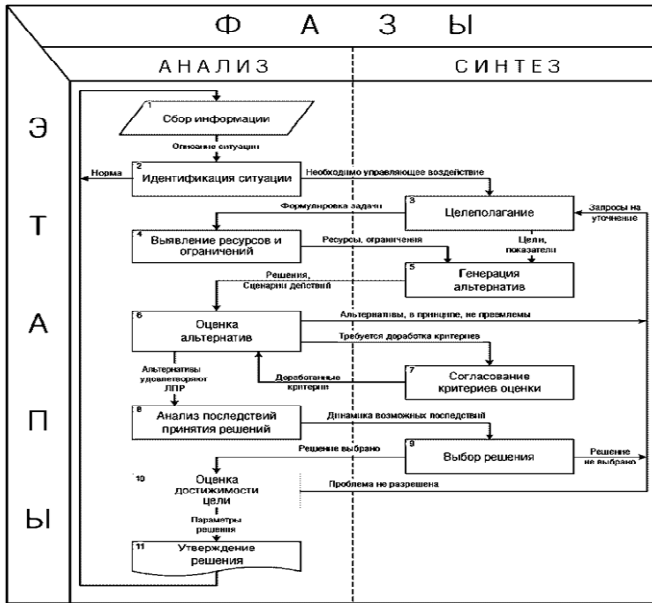 ФАЗЫ
АНАЛИЗ
СИНТЕЗ
ЭТАПЫ
1
Сбор информации
Описание ситуации
2
Идентификация ситуации
Норма
Необходимо управляющее воздействие
3
Целеполагание
Запросы на
уточнение
Формулировка задачи
4
Выявление ресурсов и
ограничений
Ресурсы, ограничения
Цели,
показатели
5
Генерация
альтернатив
Решения,
Сценарии действий
6
Оценка
альтернатив
Альтернативы, в принципе, не приемлемы
Требуется доработка критериев
7
Согласование
критериев оценки
Доработанные
критерии
Альтернативы
удовлетворяют
ЛПР
8
Анализ последствий
принятия решений
Динамика возможных последствий
9
Выбор решения
Решение
не выбрано
Решение выбрано
10
Оценка
достижимости
цели
Проблема не разрешена
Параметры
решения
11
Утверждение
решения